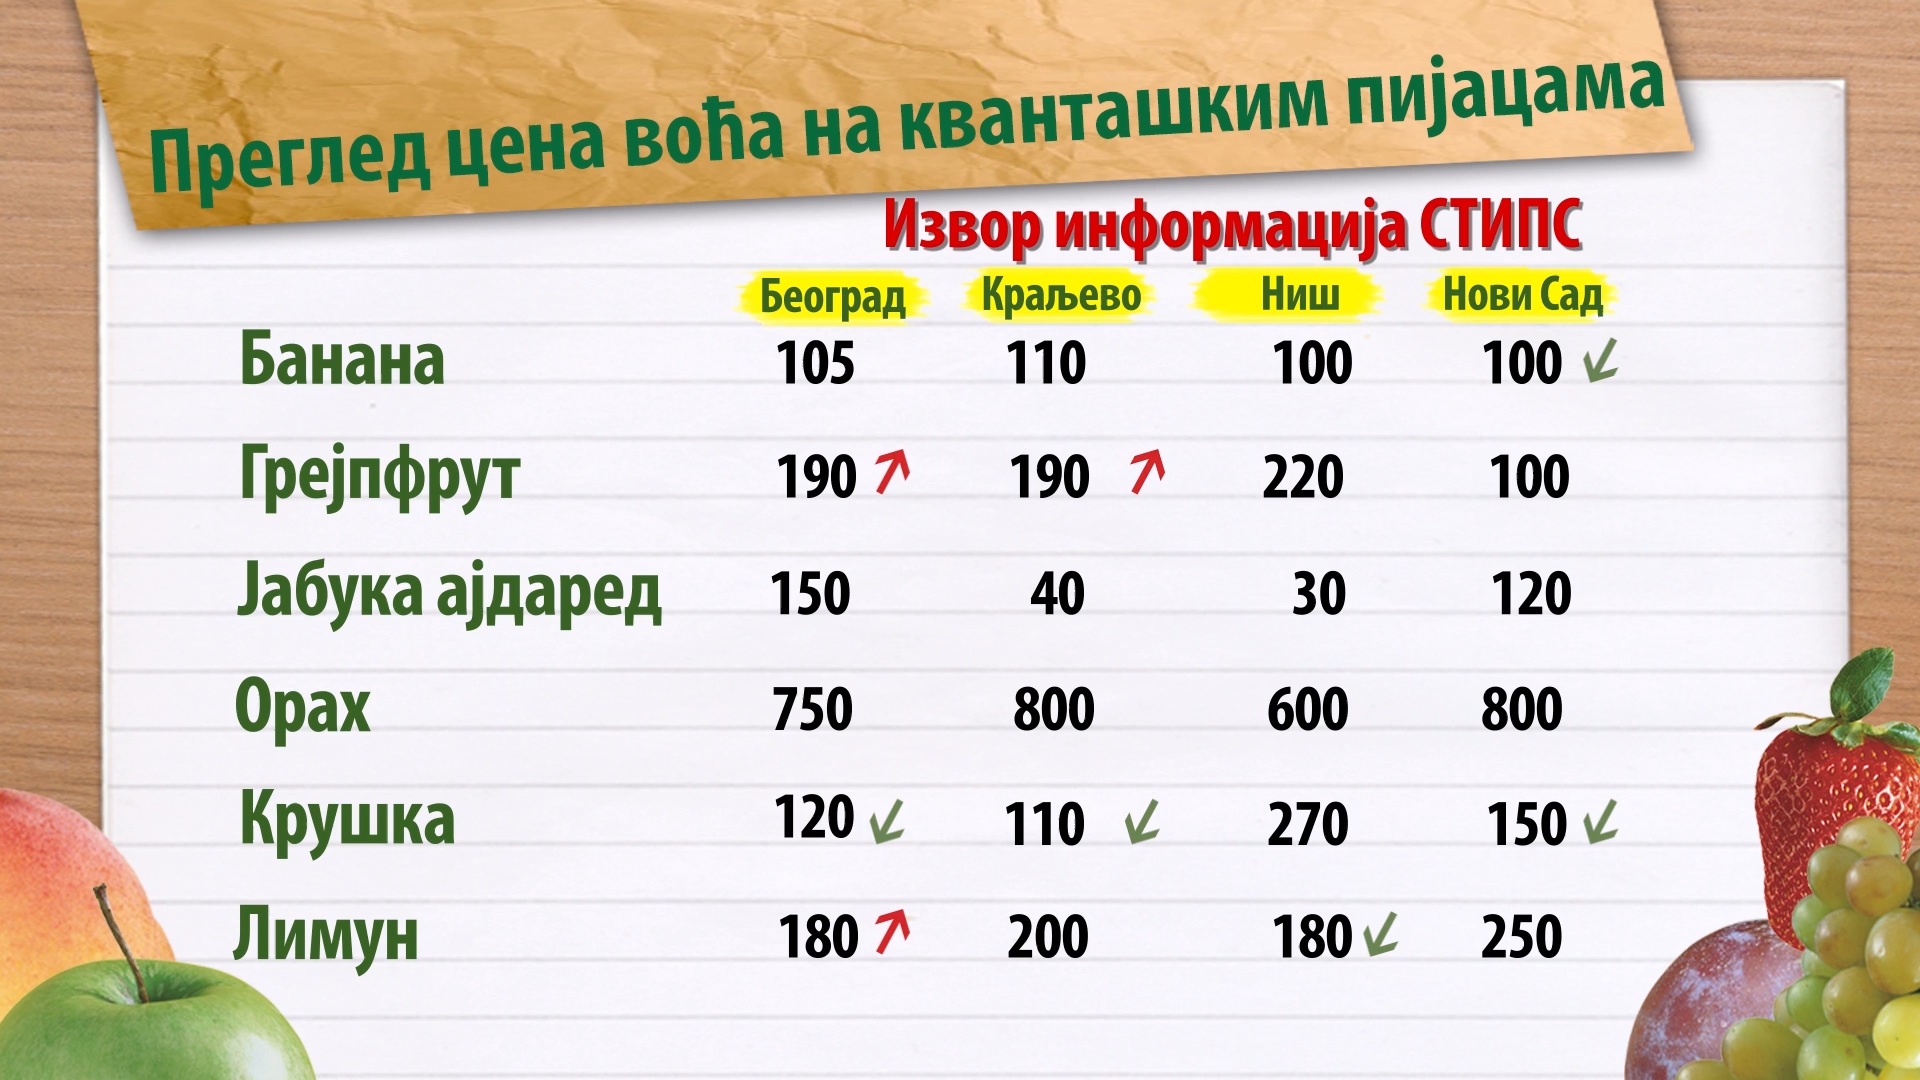 Преглед цена воћа на кванташким пијацама
Извор информација СТИПС
Београд Краљево Ниш Нови Сад
Банана 105 110 100 100
Грејпфрут 190 190 220 100
Јабука ајдаред 150 40 30 120
Орах 750 800 600 800
Крушка 120 110 270 150
Лимун 180 200 180 250